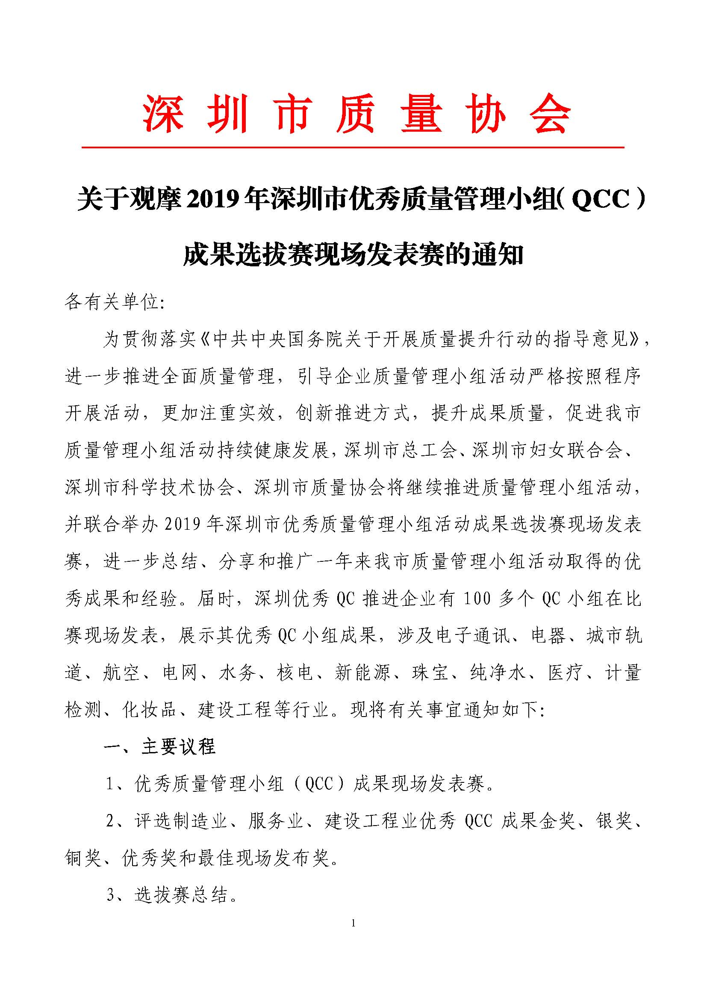 深圳市质量协会
关于观摩2019年深圳市优秀质量管理小组(QCC)
成果选拔赛现场发表赛的通知
各有关单位:
为贯彻落实《中共中央国务院关于开展质量提升行动的指导意见》，
进一步推进全面质量管理，引导企业质量管理小组活动严格按照程序
开展活动，更加注重实效，创新推进方式，提升成果质量，促进我市
质量管理小组活动持续健康发展，深圳市总工会、深圳市妇女联合会、
深圳市科学技术协会、深圳市质量协会将继续推进质量管理小组活动，
并联合举办2019年深圳市优秀质量管理小组活动成果选拔赛现场发表
赛，进一步总结、分享和推广一年来我市质量管理小组活动取得的优
秀成果和经验。届时，深圳优秀QC推进企业有100多个QC小组在比
赛现场发表，展示其优秀QC小组成果，涉及电子通讯、电器、城市轨
道、航空、电网、水务、核电、新能源、珠宝、纯净水、医疗、计量
检测、化妆品、建设工程等行业。现将有关事宜通知如下:
一、主要议程
1、优秀质量管理小组（QCC）成果现场发表赛。
2、评选制造业、服务业、建设工程业优秀QCC成果金奖、银奖、
铜奖、优秀奖和最佳现场发布奖。
3、选拔赛总结。
1